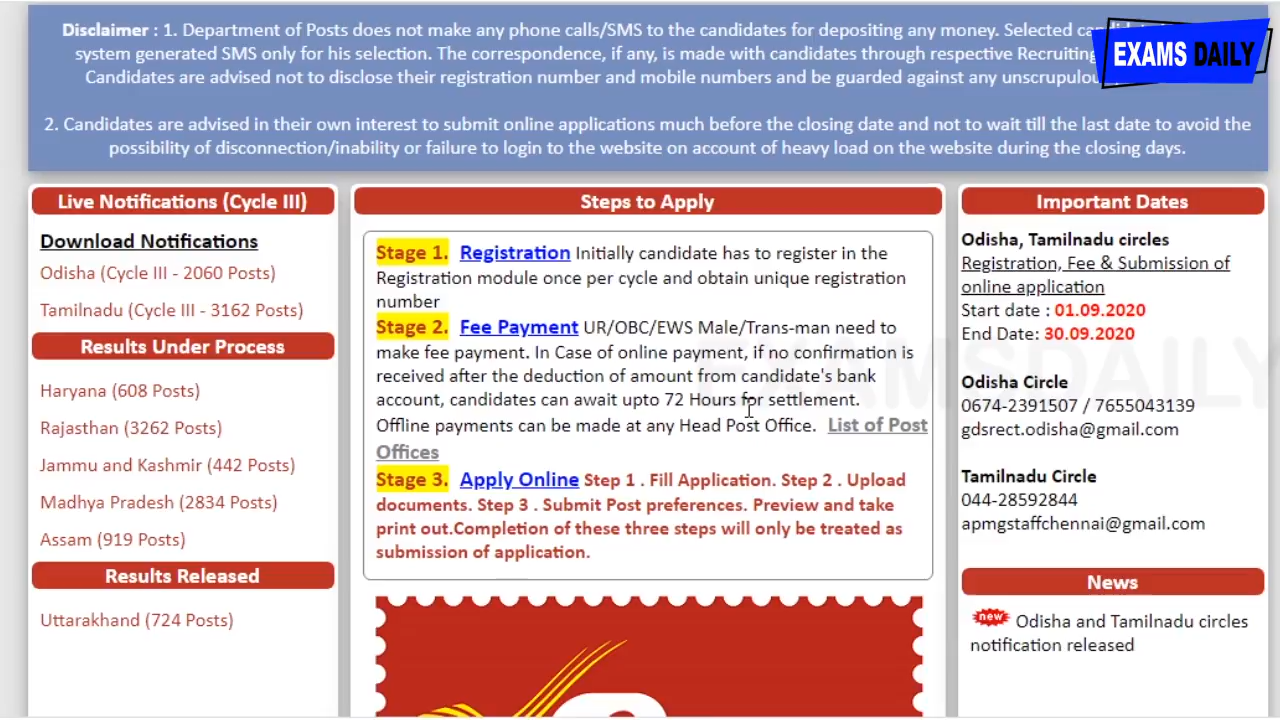 Disclaimer : 1. Department of Posts does not make any phone calls/SMS to the candidates for depositing any money. Selected
system generated SMS only for his selection. The correspondence, if any, is made with candidates through respective Recruiting
Candidates are advised not to disclose their registration number and mobile numbers and be guarded against any
2. Candidates are advised in their own interest to submit online applications much before the closing date and not to wait till the last date to avoid the
possibility of disconnection/inability or failure to login to the website on account of heavy load on the website during the closing days.
EXAMS DAILY
Live Notifications (Cycle III)
Download Notifications
Odisha (Cycle III - 2060 Posts)
Tamilnadu (Cycle III - 3162 Posts)
Results Under Process
Haryana (608 Posts)
Rajasthan (3262 Posts)
Jammu and Kashmir (442 Posts)
Madhya Pradesh (2834 Posts)
Assam (919 Posts)
Results Released
Uttarakhand (724 Posts)
Steps to Apply
Stage 1. Registration Initially candidate has to register in the
Registration module once per cycle and obtain unique registration
number
Stage 2. Fee Payment UR/OBC/EWS Male/Trans-man need to
make fee payment. In Case of online payment, if no confirmation is
received after the deduction of amount from candidate's bank
account, candidates can await upto 72 Hours for settlement.
Offline payments can be made at any Head Post Office. List of Post
Offices
Stage 3. Apply Online Step 1 . Fill Application. Step 2 . Upload
documents. Step 3 . Submit Post preferences. Preview and take
print out.Completion of these three steps will only be treated as
submission of application.
Important Dates
Odisha, Tamilnadu circles
Registration, Fee & Submission of
online application
Start date : 01.09.2020
End Date: 30.09.2020
Odisha Circle
0674-2391507 / 7655043139
gdsrect.odisha@gmail.com
Tamilnadu Circle
044-28592844
apmgstaffchennai@gmail.com
News
new Odisha and Tamilnadu circles
notification released
EXAMSDAILY